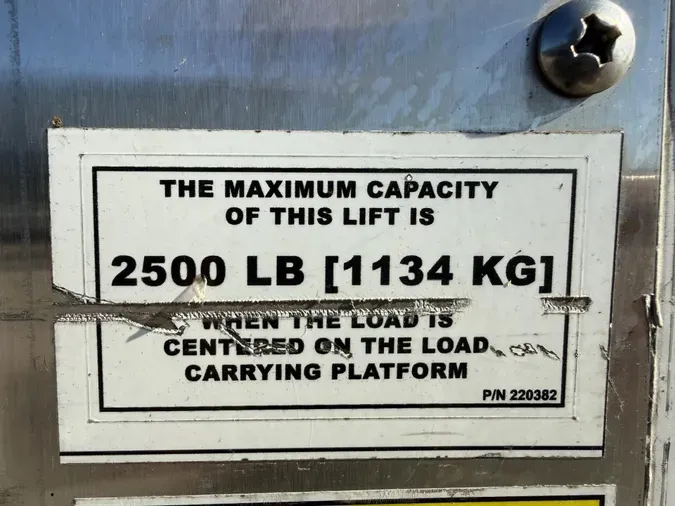 THE MAXIMUM CAPACITY
OF THIS LIFT IS
2500 LB [1134 KG]
WHEN THE LOAD IS
CENTERED ON THE LOAD
CARRYING PLATFORM
P/N 220382